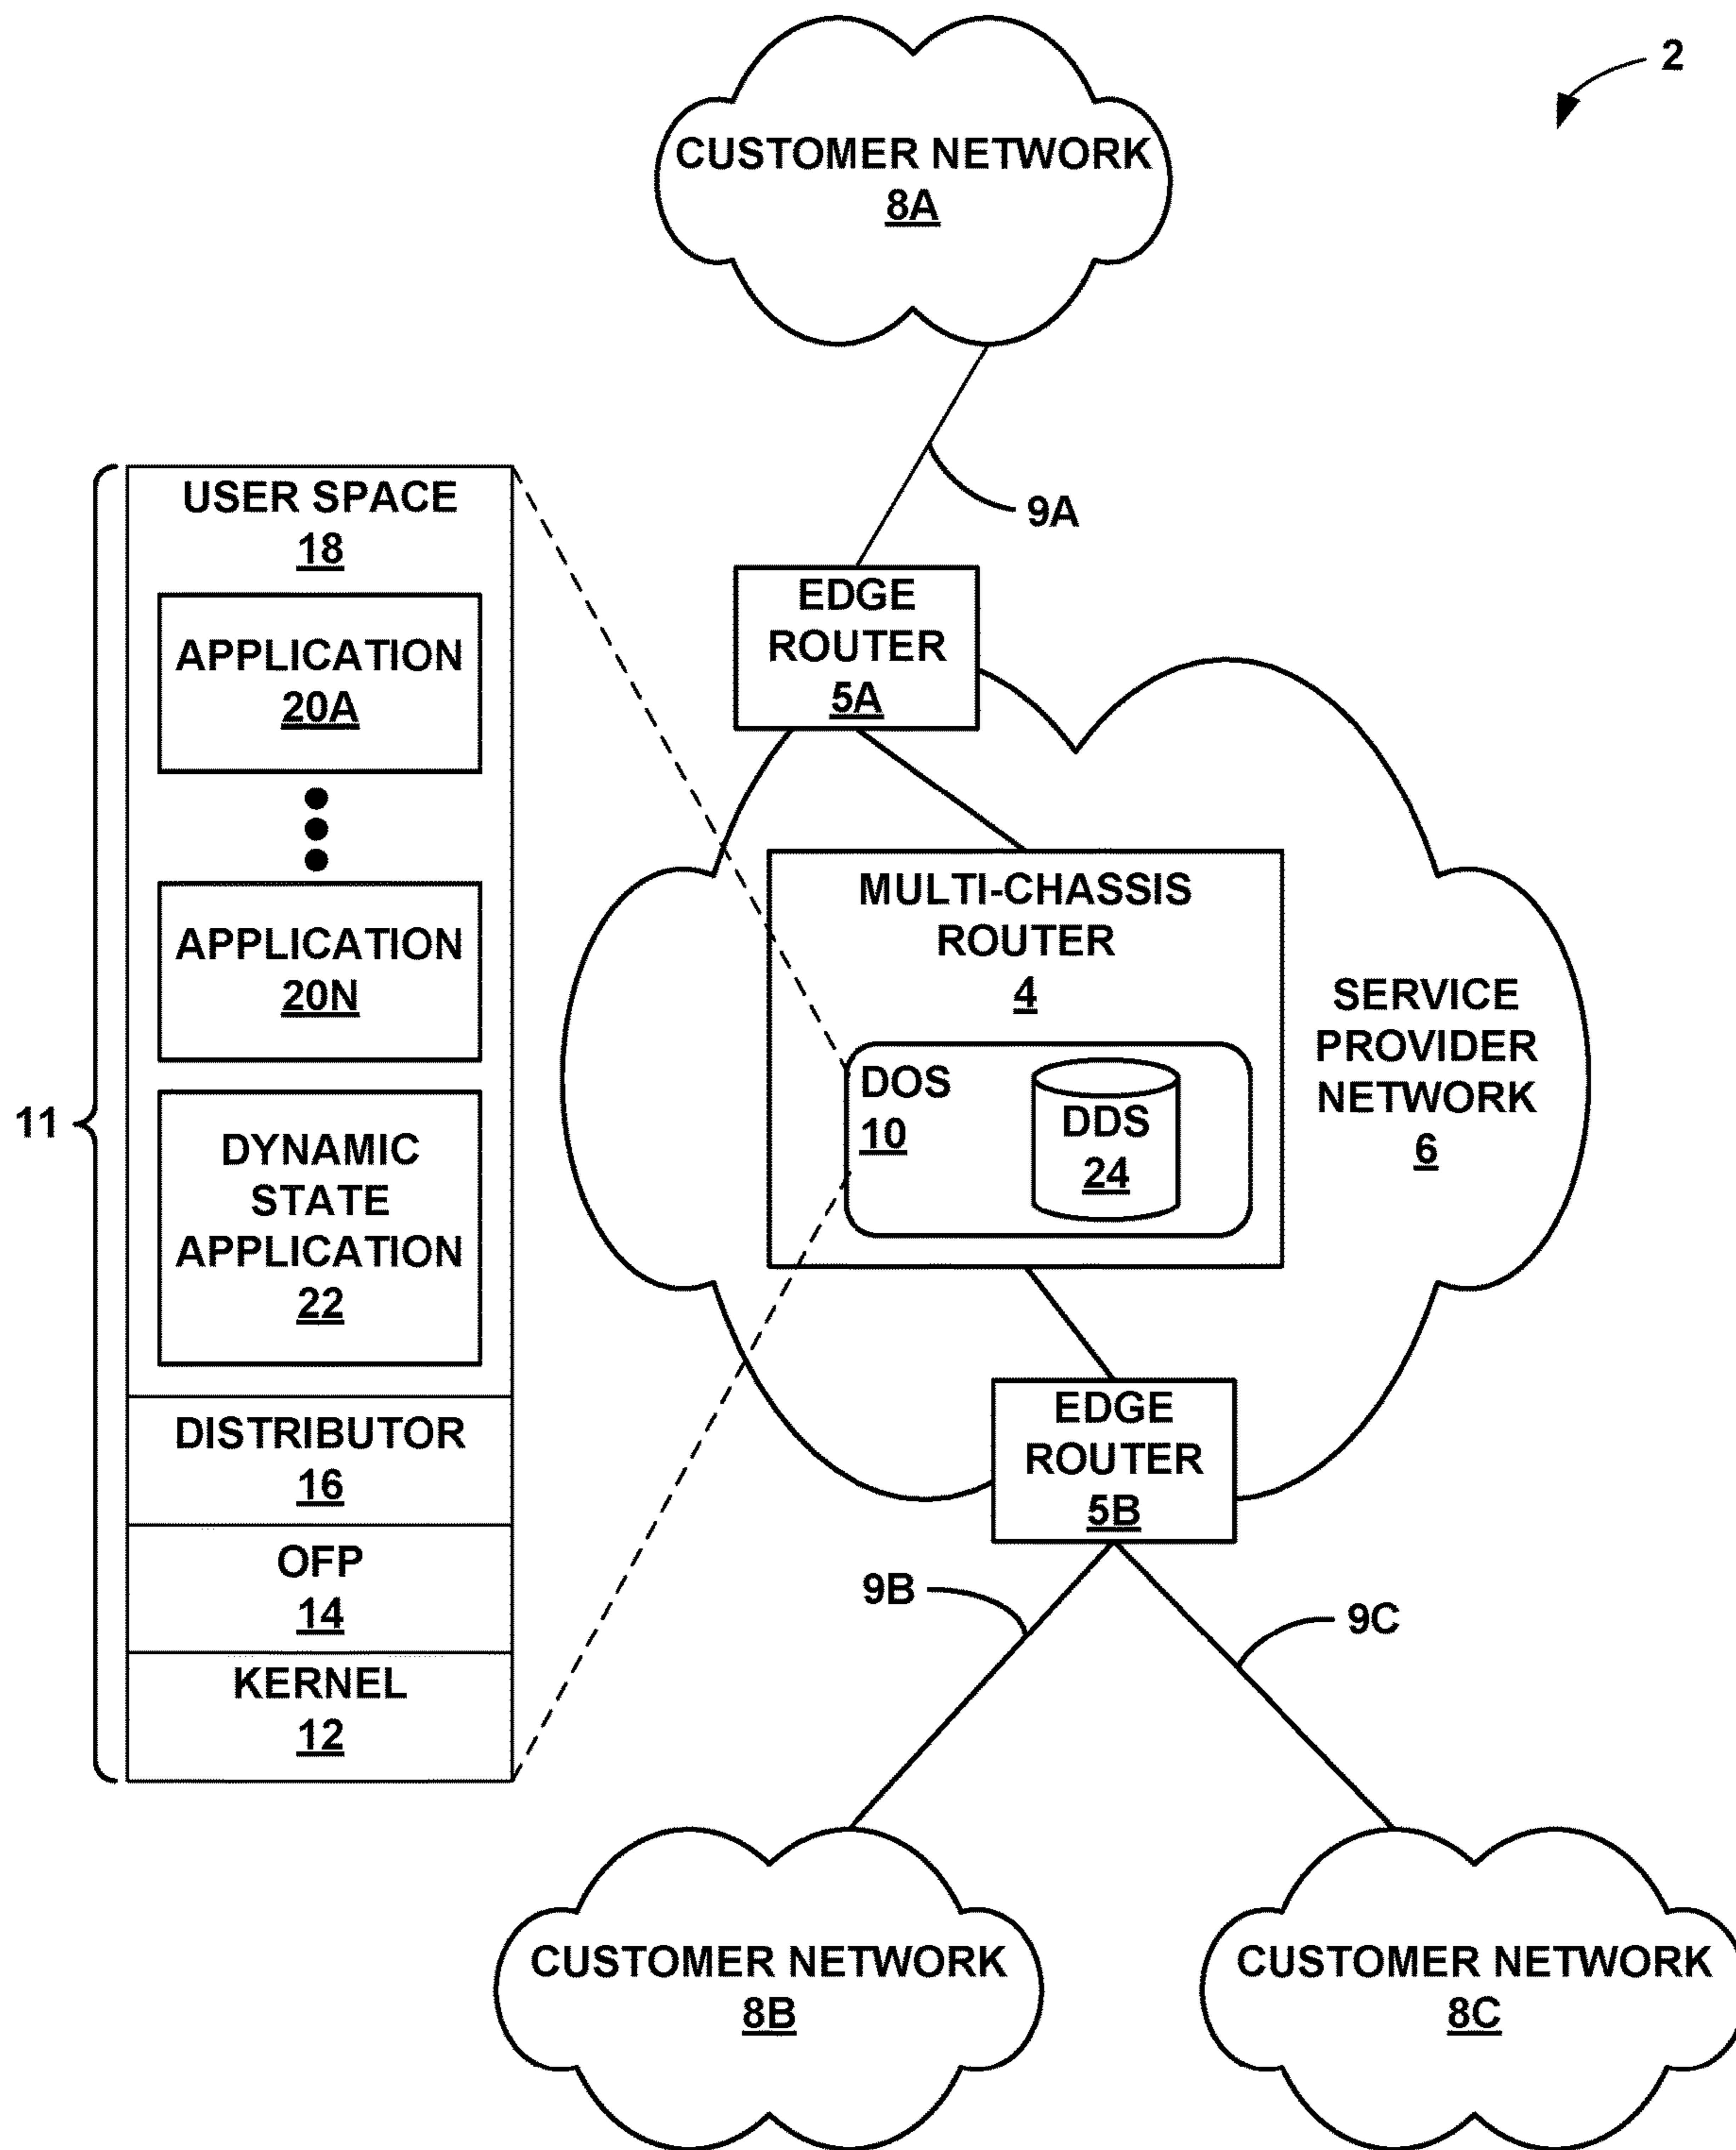 2
CUSTOMER NETWORK
8A
9A
USER SPACE
18
APPLICATION
20A
APPLICATION
20N
DYNAMIC
STATE
APPLICATION
22
DISTRIBUTOR
16
OFP
14
KERNEL
12
11
EDGE
ROUTER
5A
MULTI-CHASSIS
ROUTER
4
DOS
10
DDS
24
SERVICE
PROVIDER
NETWORK
6
EDGE
ROUTER
5B
9B
9C
CUSTOMER NETWORK
8B
CUSTOMER NETWORK
8C